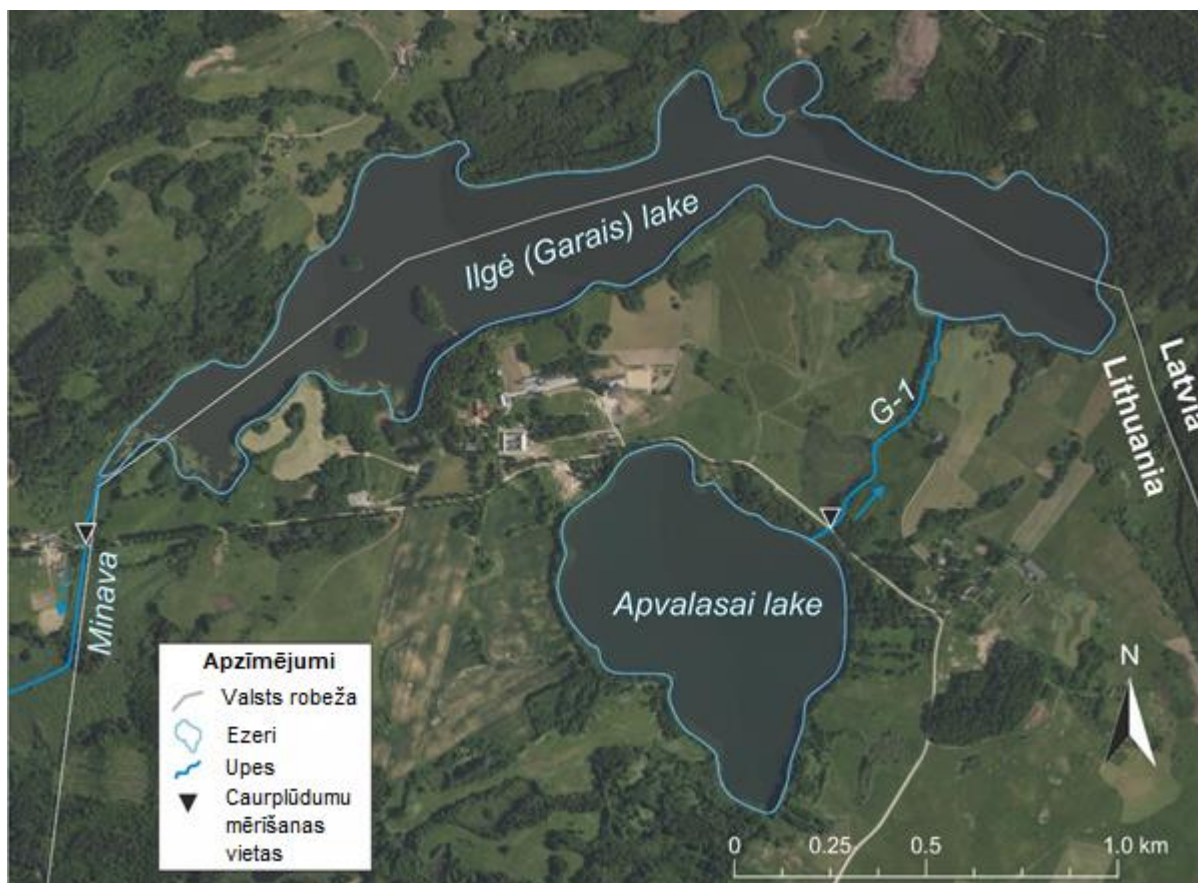 Ilgė (Garais) lake
Latvia
Lithuania
G-1
Minava
Apvalasai lake
N
Apzīmējumi
Valsts robeža
Ezeri
Upes
Caurplūdumu
mērīšanas
vietas
0 0.25 0.5 1.0 km